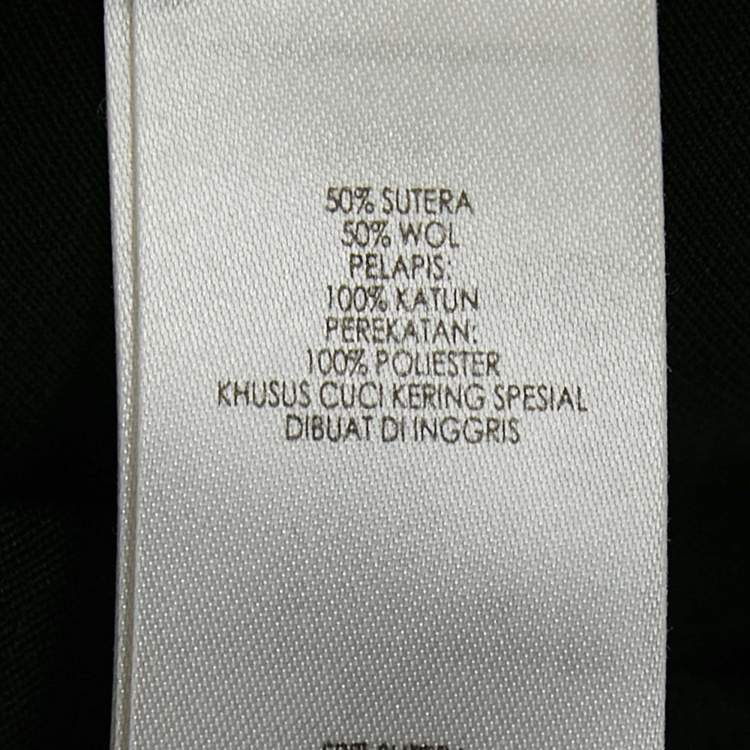 50% SUTERA
50% WOL
PELAPIS:
100% KATUN
PEREKATAN:
100% POLIESTER
KHUSUS CUCI KERING SPESIAL
DIBUAT DI INGGRIS